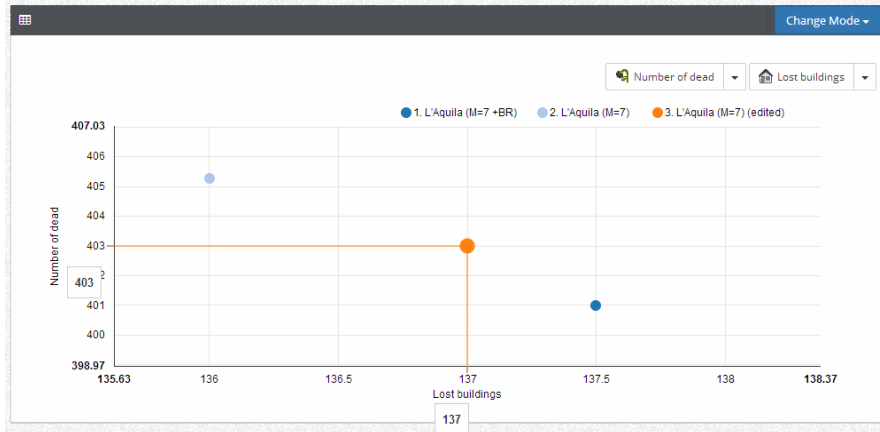 Change Mode
Number of dead
Lost buildings
1. L'Aquila (M=7 +BR)
2. L'Aquila (M=7)
3. L'Aquila (M=7) (edited)
407.03
406
405
404
403
403
2
401
400
398.97
Number of dead
135.63
136
136.5
137
137.5
138
138.37
Lost buildings
137